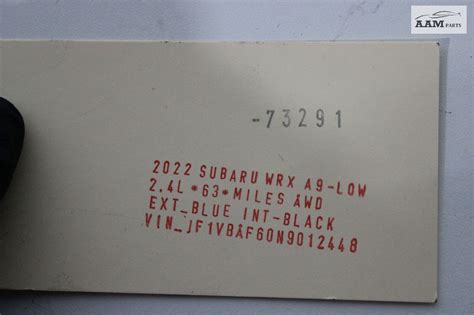 AAM PARTS
-73291
2022 SUBARU WRX A9-LOW
2.4L*63*MILES AWD
EXT_BLUE INT-BLACK
VIN_JF1VBAF60N9012448